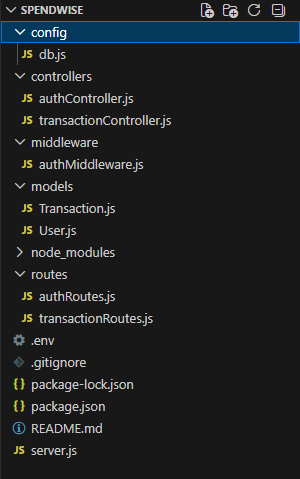 SPENDWISE
config
JS db.js
controllers
JS authController.js
JS transactionController.js
middleware
JS authMiddleware.js
models
JS Transaction.js
JS User.js
node_modules
routes
JS authRoutes.js
JS transactionRoutes.js
.env
.gitignore
{} package-lock.json
{} package.json
README.md
JS server.js